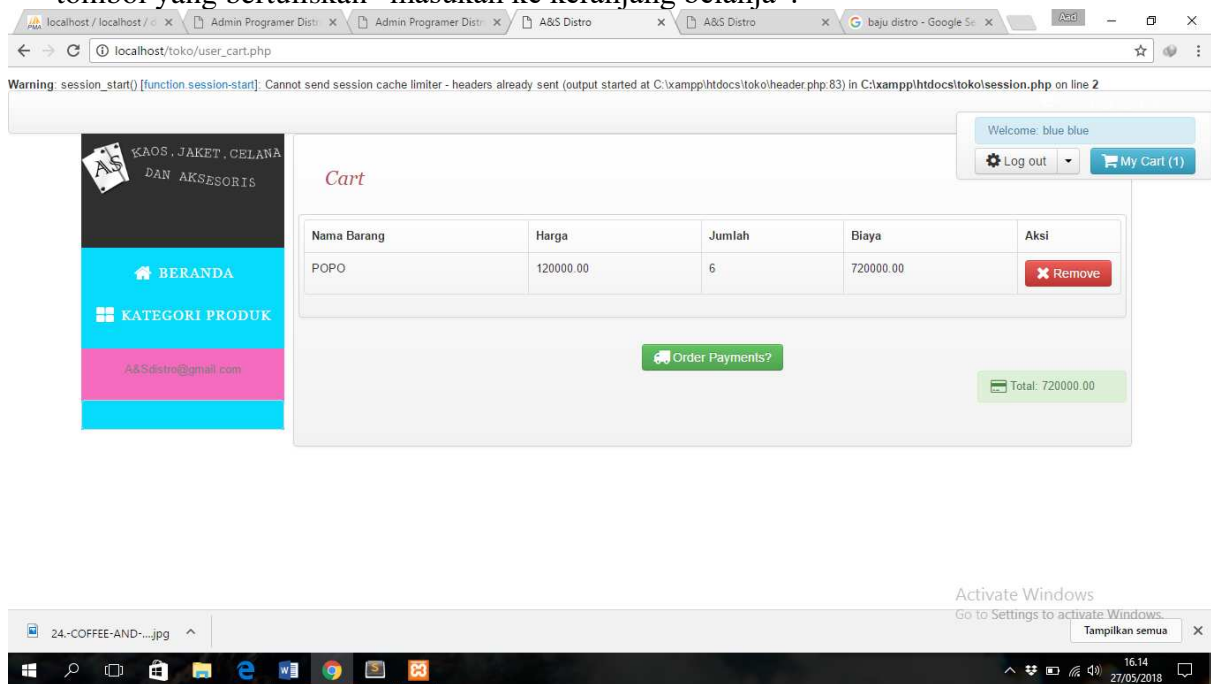 tombol yang bertuliskan "masukan ke keranjang belanja".
localhost / localhost / d
Admin Programer Distr
Admin Programer Distr
A&S Distro
A&S Distro
baju distro - Google Se
Aad
localhost/toko/user_cart.php
Warning: session_start() [function.session-start]: Cannot send session cache limiter - headers already sent (output started at C:\xampp\htdocs\toko\header.php:83) in C:\xampp\htdocs\toko\session.php on line 2
Welcome: blue blue
Log out
My Cart (1)
AS
KAOS,JAKET,CELANA
DAN AKSESORIS
Cart
Nama Barang Harga Jumlah Biaya Aksi
POPO 120000.00 6 720000.00 Remove
BERANDA
KATEGORI PRODUK
A&Sdistro@gmail.com
Order Payments?
Total: 720000.00
Activate Windows
Go to Settings to activate Windows.
24.-COFFEE-AND-....jpg
Tampilkan semua
16.14
27/05/2018